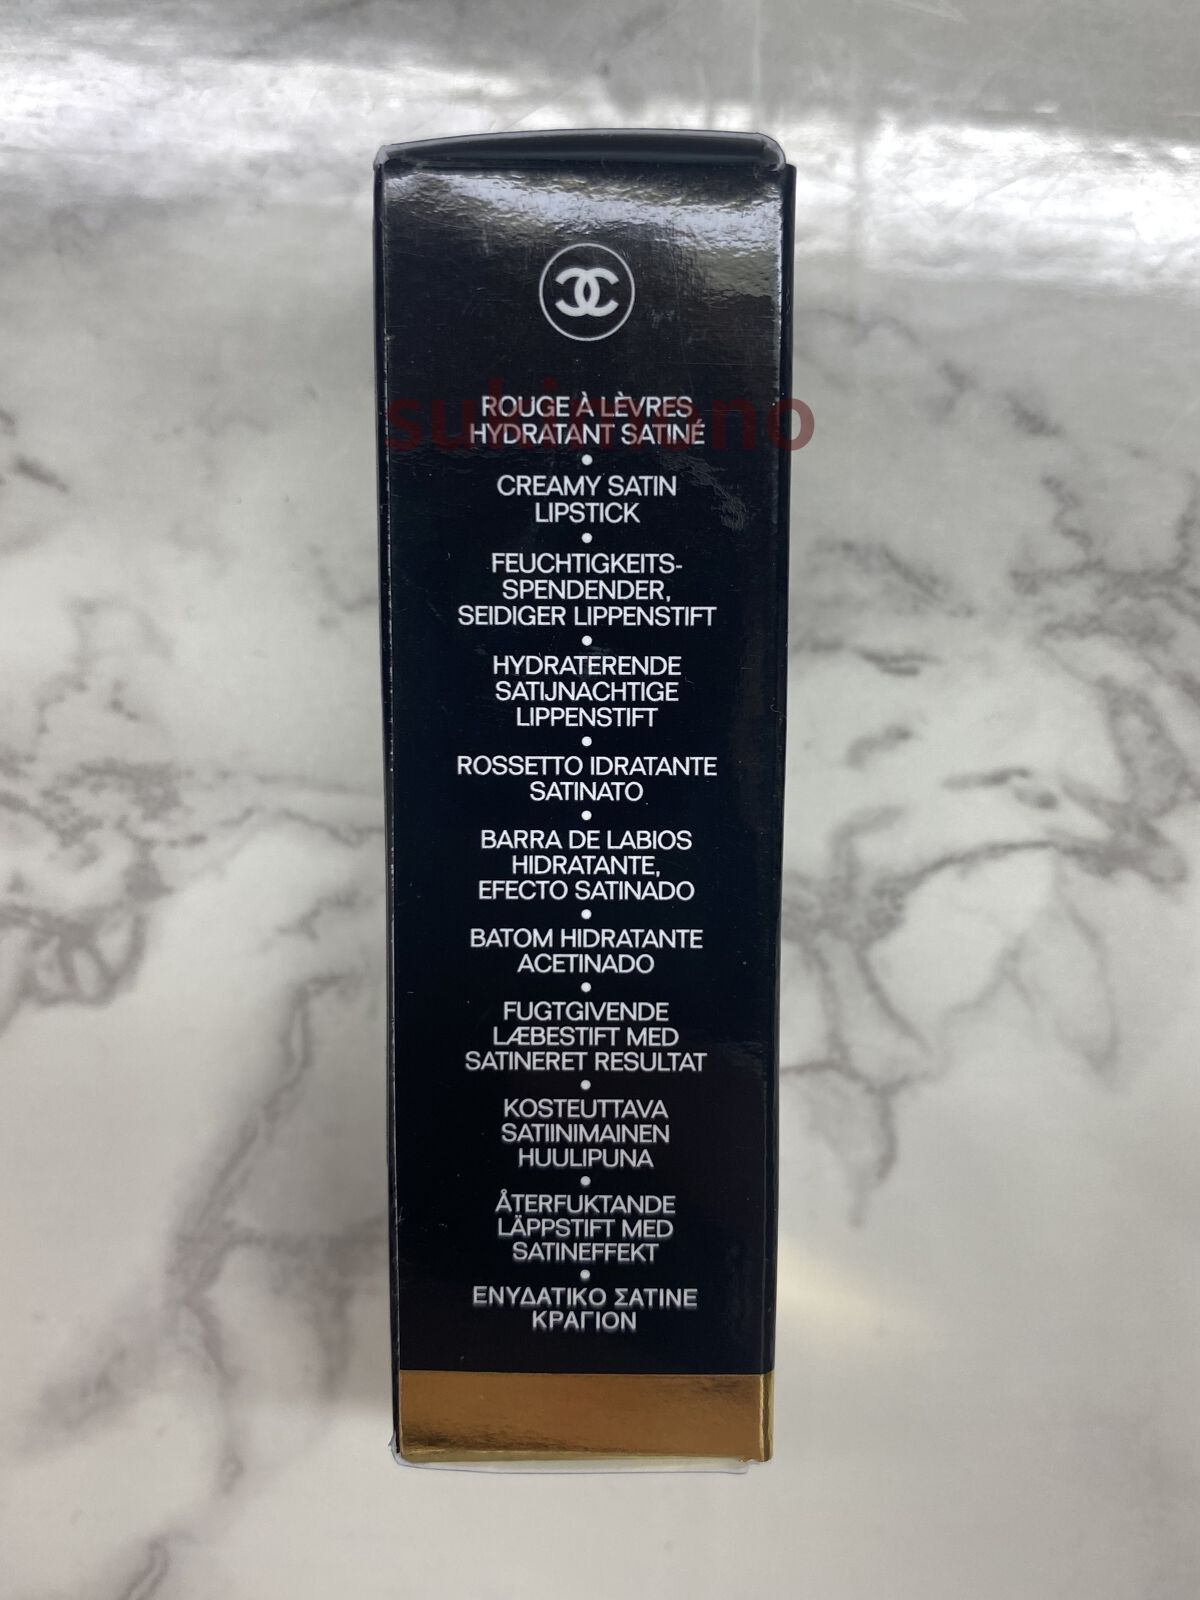 sukimono
ROUGE À LÈVRES
HYDRATANT SATINÉ
CREAMY SATIN
LIPSTICK
FEUCHTIGKEITS-
SPENDENDER,
SEIDIGER LIPPENSTIFT
HYDRATERENDE
SATIJNACHTIGE
LIPPENSTIFT
ROSSETTO IDRATANTE
SATINATO
BARRA DE LABIOS
HIDRATANTE,
EFECTO SATINADO
BATOM HIDRATANTE
ACETINADO
FUGTGIVENDE
LÆBESTIFT MED
SATINERET RESULTAT
KOSTEUTTAVA
SATIINIMAINEN
HUULIPUNA
ÅTERFUKTANDE
LÄPPSTIFT MED
SATINEFFEKT
ΕΝΥΔΑΤΙΚΟ ΣΑΤΙΝΕ
ΚΡΑΓΙΟΝ